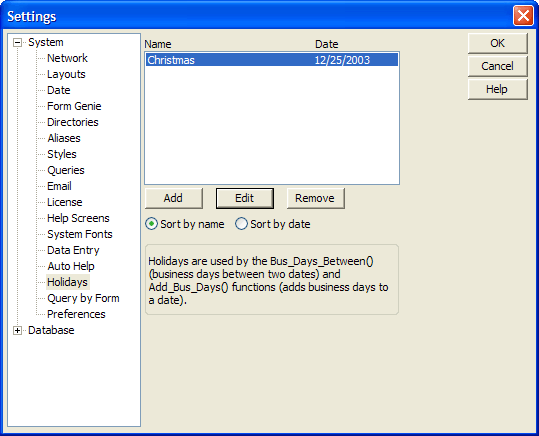 Settings
System
Network
Layouts
Date
Form Genie
Directories
Aliases
Styles
Queries
Email
License
Help Screens
System Fonts
Data Entry
Auto Help
Holidays
Query by Form
Preferences
Database
Name Date
Christmas 12/25/2003
Add Edit Remove
Sort by name Sort by date
Holidays are used by the Bus_Days_Between()
(business days between two dates) and
Add_Bus_Days() functions (adds business days to
a date).
OK
Cancel
Help